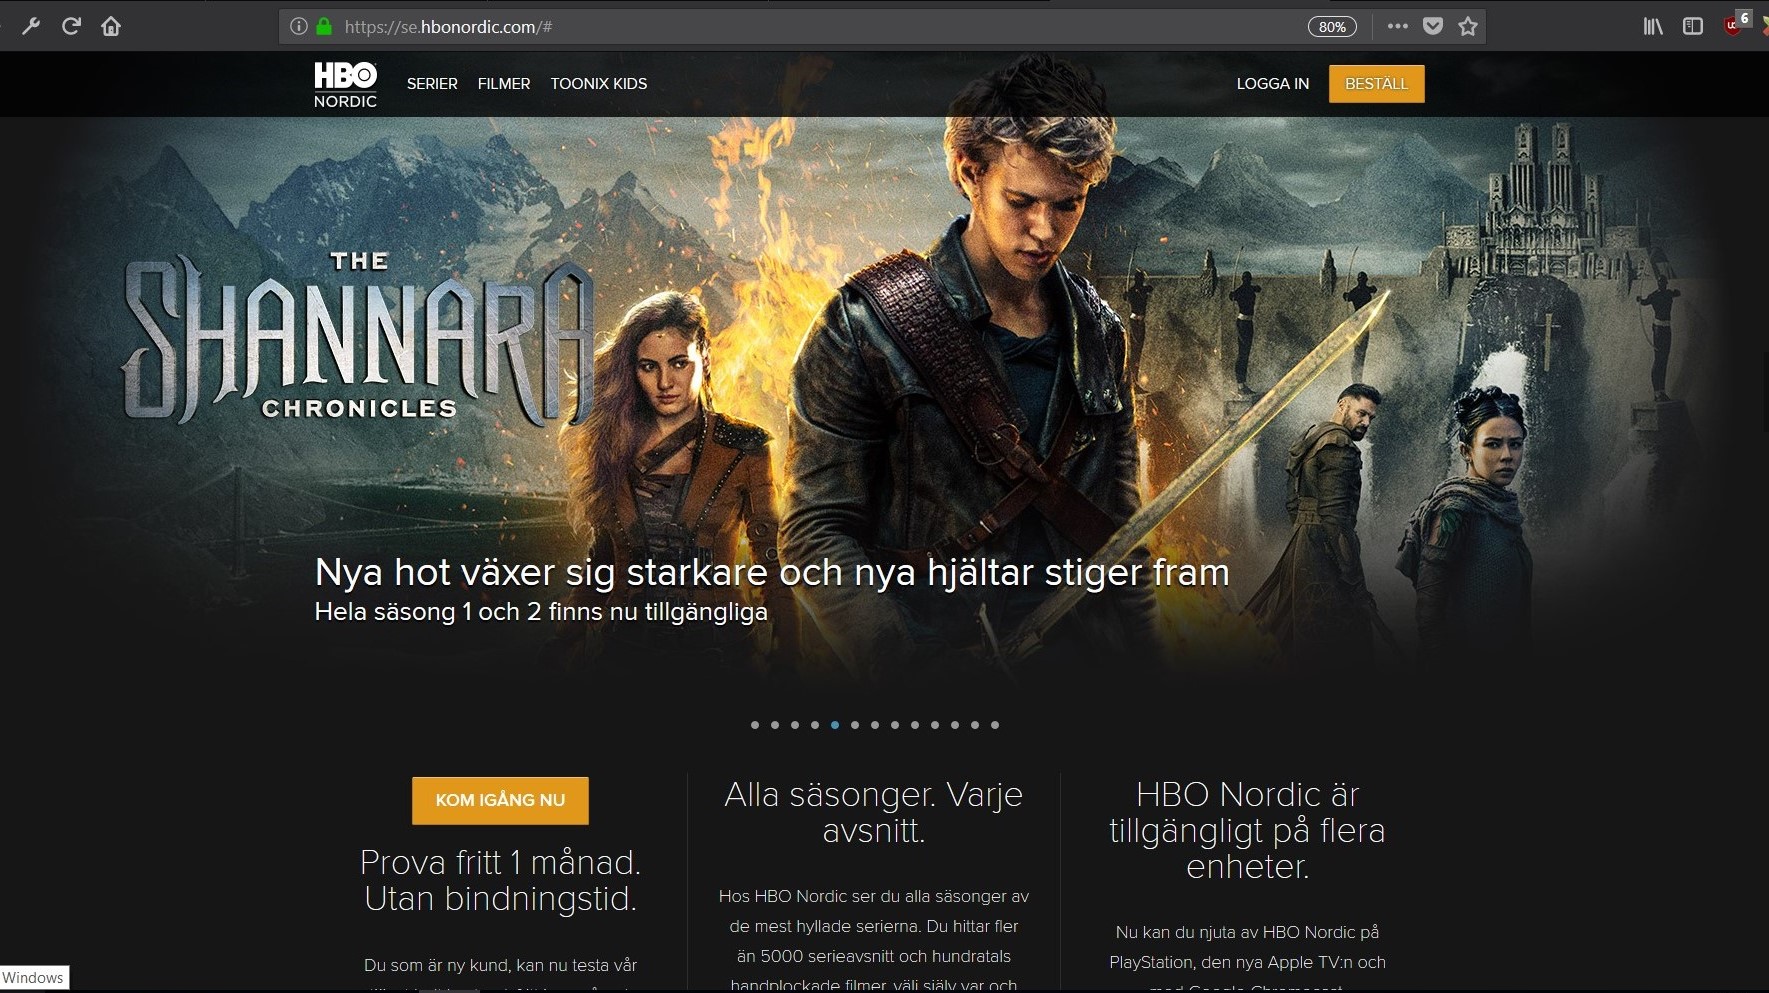 https://se.hbonordic.com/#
80%
6
HBO
NORDIC
SERIER
FILMER
TOONIX KIDS
LOGGA IN
BESTÄLL
THE
SHANNARA
CHRONICLES
Nya hot växer sig starkare och nya hjältar stiger fram
Hela säsong 1 och 2 finns nu tillgängliga
KOM IGÅNG NU
Prova fritt 1 månad.
Utan bindningstid.
Du som är ny kund, kan nu testa vår
Alla säsonger. Varje
avsnitt.
Hos HBO Nordic ser du alla säsonger av
de mest hyllade serierna. Du hittar fler
än 5000 serieavsnitt och hundratals
handplockade filmer, välj själv var och
HBO Nordic är
tillgängligt på flera
enheter.
Nu kan du njuta av HBO Nordic på
PlayStation, den nya Apple TV:n och
med Google Chromecast.
Windows